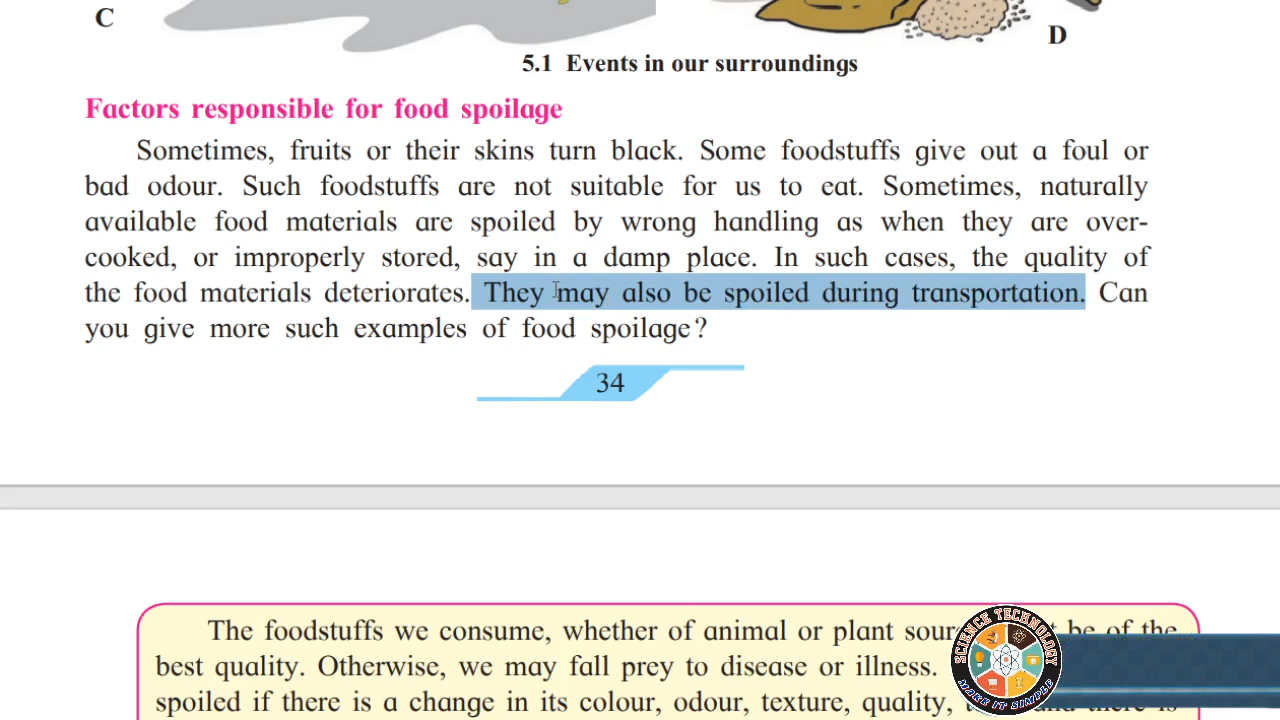 C
D
5.1 Events in our surroundings
Factors responsible for food spoilage
Sometimes, fruits or their skins turn black. Some foodstuffs give out a foul or
bad odour. Such foodstuffs are not suitable for us to eat. Sometimes, naturally
available food materials are spoiled by wrong handling as when they are over-
cooked, or improperly stored, say in a damp place. In such cases, the quality of
the food materials deteriorates. They may also be spoiled during transportation. Can
you give more such examples of food spoilage?
34
The foodstuffs we consume, whether of animal or plant be of the
best quality. Otherwise, we may fall prey to disease or illness.
spoiled if there is a change in its colour, odour, texture, quality,
SCIENCE TECHNOLOGY
MAKE IT SIMPLE